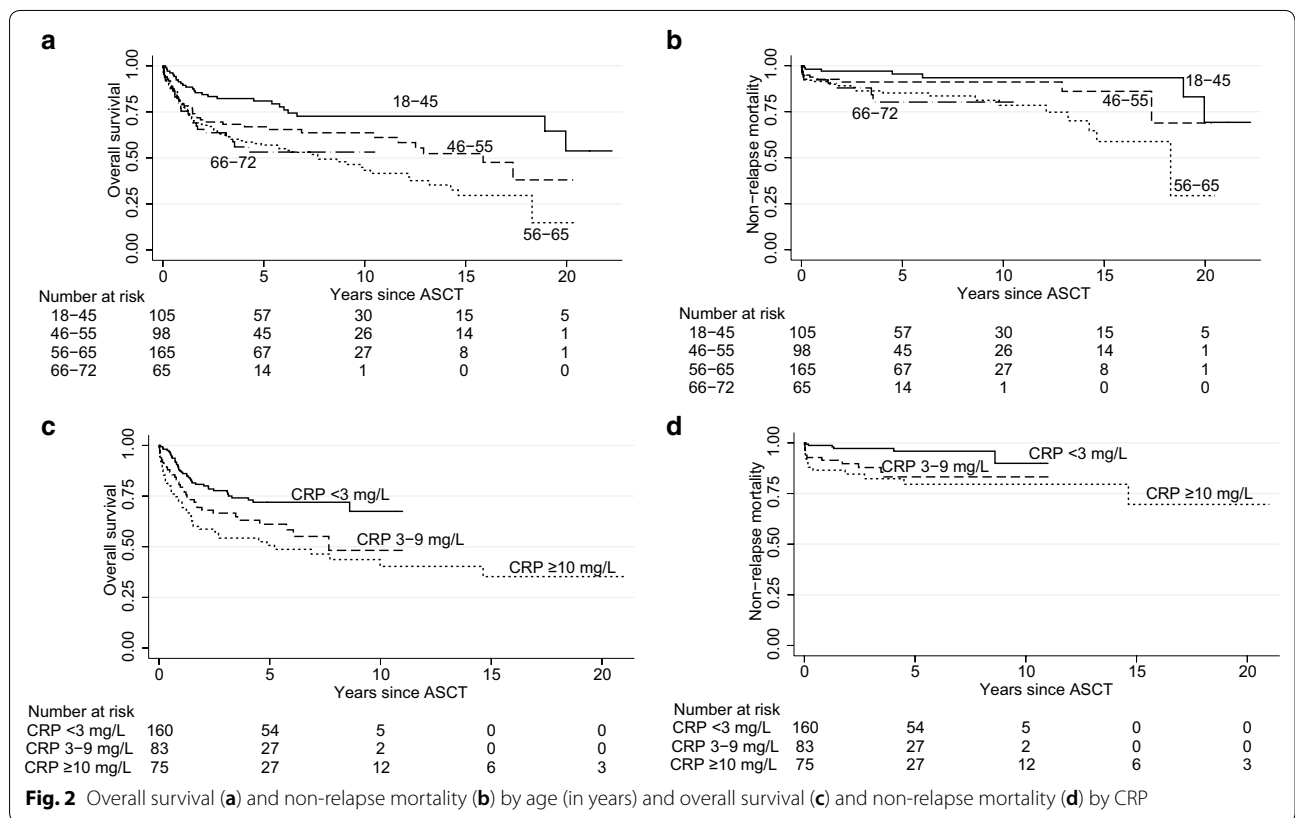 a
Overall survivial
1.00
0.75
0.50
0.25
0.00
18−45
46−55
66−72
56−65
0 5 10 15 20
Years since ASCT
Number at risk
18−45 105 57 30 15 5
46−55 98 45 26 14 1
56−65 165 67 27 8 1
66−72 65 14 1 0 0
b
Non−relapse mortality
1.00
0.75
0.50
0.25
0.00
18−45
46−55
66−72
56−65
0 5 10 15 20
Years since ASCT
Number at risk
18−45 105 57 30 15 5
46−55 98 45 26 14 1
56−65 165 67 27 8 1
66−72 65 14 1 0 0
c
Overall survival
1.00
0.75
0.50
0.25
0.00
CRP <3 mg/L
CRP 3−9 mg/L
CRP ≥10 mg/L
0 5 10 15 20
Years since ASCT
Number at risk
CRP <3 mg/L 160 54 5 0 0
CRP 3−9 mg/L 83 27 2 0 0
CRP ≥10 mg/L 75 27 12 6 3
d
Non−relapse mortality
1.00
0.75
0.50
0.25
0.00
CRP <3 mg/L
CRP 3−9 mg/L
CRP ≥10 mg/L
0 5 10 15 20
Years since ASCT
Number at risk
CRP <3 mg/L 160 54 5 0 0
CRP 3−9 mg/L 83 27 2 0 0
CRP ≥10 mg/L 75 27 12 6 3
Fig. 2 Overall survival (a) and non-relapse mortality (b) by age (in years) and overall survival (c) and non-relapse mortality (d) by CRP